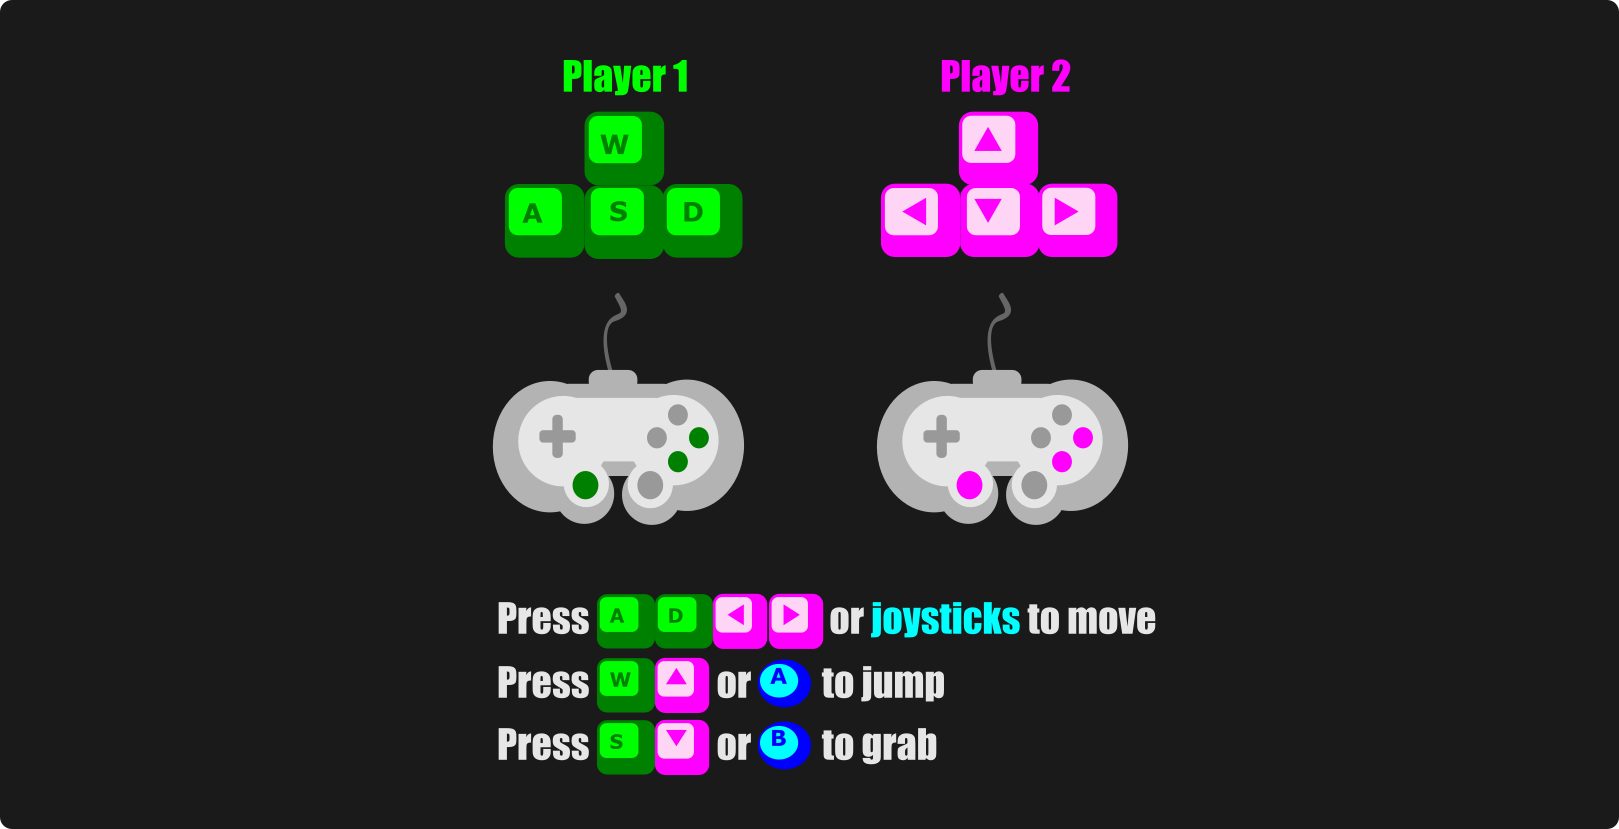 Player 1 Player 2
W
A S D
Press A D or joysticks to move
Press W or A to jump
Press S or B to grab